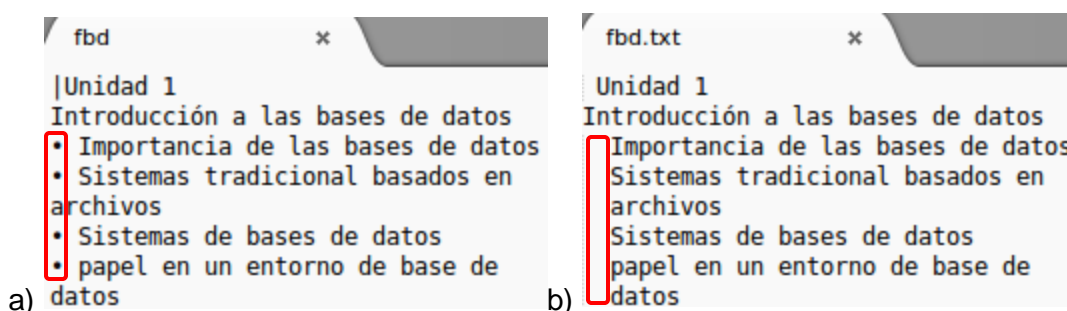 fbd ×
|Unidad 1
Introducción a las bases de datos
• Importancia de las bases de datos
• Sistemas tradicional basados en
archivos
• Sistemas de bases de datos
• papel en un entorno de base de
datos
a)
fbd.txt ×
Unidad 1
Introducción a las bases de datos
Importancia de las bases de datos
Sistemas tradicional basados en
archivos
Sistemas de bases de datos
papel en un entorno de base de
datos
b)